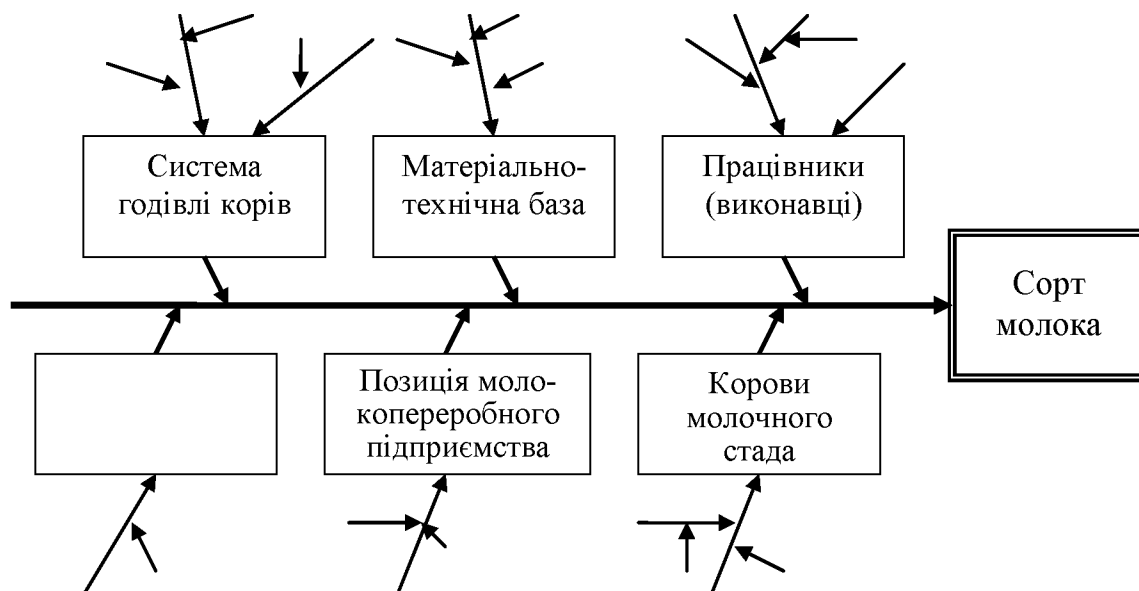 Система
годівлі корів
Матеріально-
технічна база
Працівники
(виконавці)
Сорт
молока
Позиція моло-
копереробного
підприємства
Корови
молочного
стада